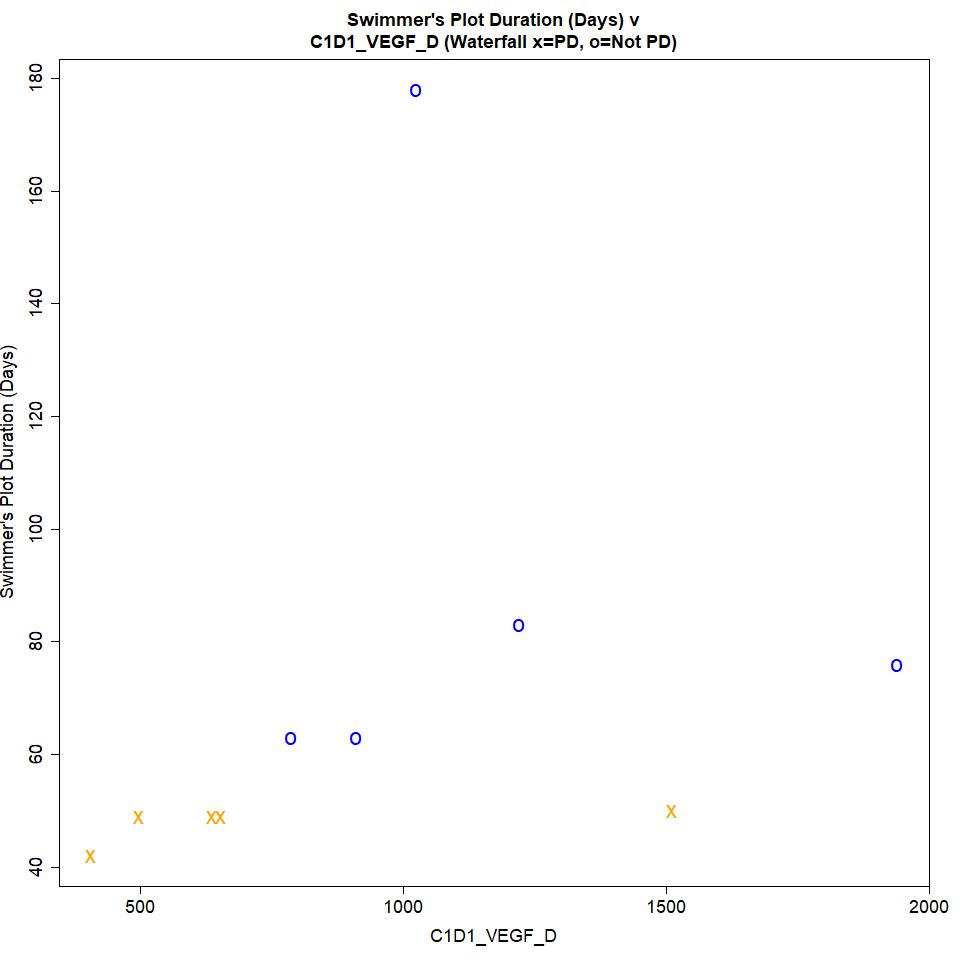 Swimmer's Plot Duration (Days) v
C1D1_VEGF_D (Waterfall x=PD, o=Not PD)
Swimmer's Plot Duration (Days)
180
160
140
120
100
80
60
40
o
o
o
o
o
x
x
x
x
x
500
1000
1500
2000
C1D1_VEGF_D